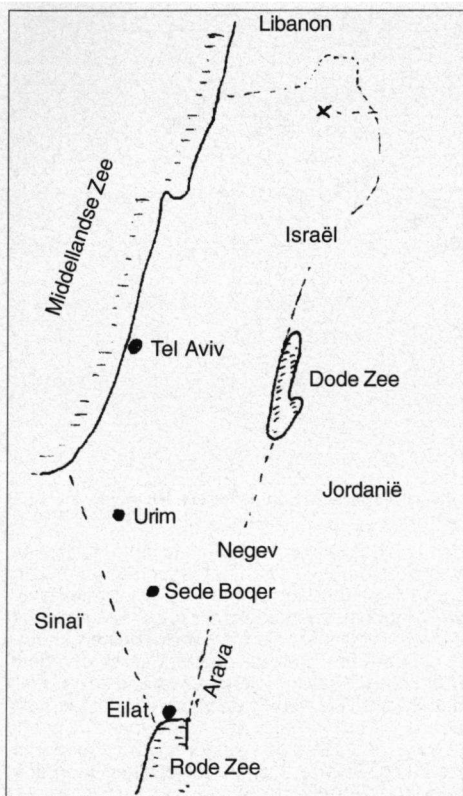 Libanon
Middellandse Zee
Israël
Tel Aviv
Dode Zee
Jordanië
Urim
Negev
Sede Boqer
Sinaï
Arava
Eilat
Rode Zee